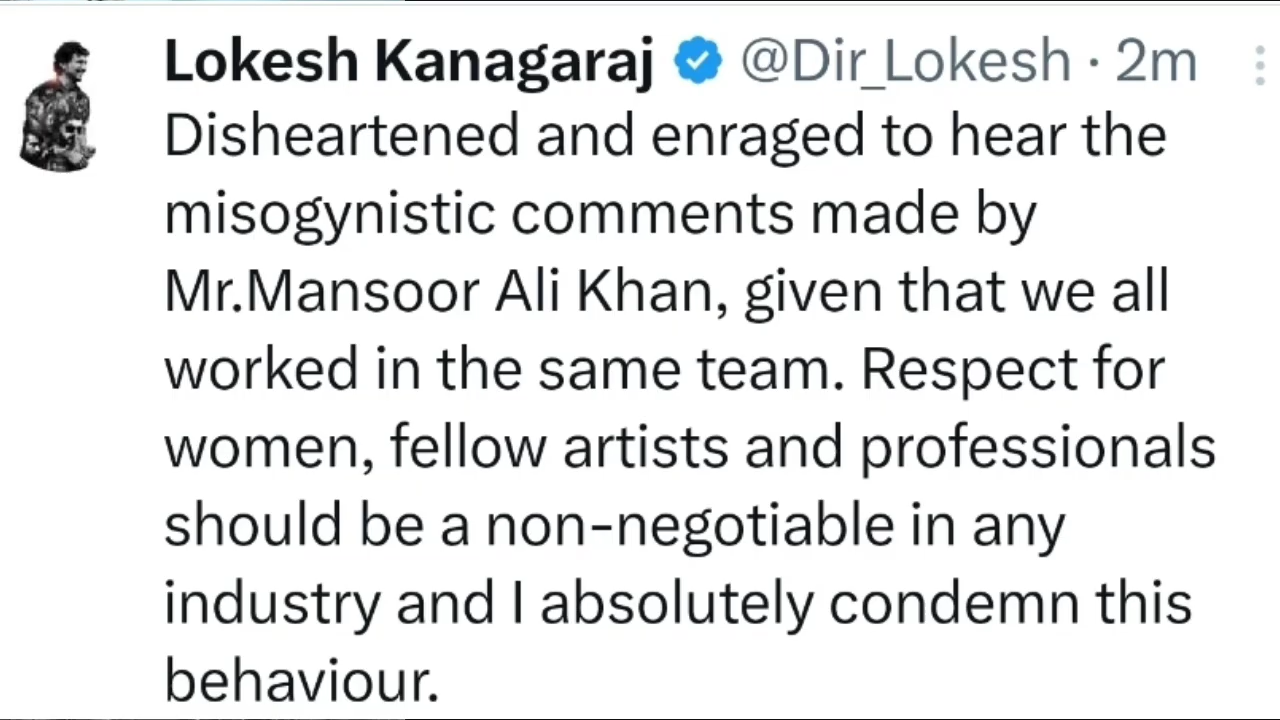 Lokesh Kanagaraj @Dir_Lokesh · 2m
Disheartened and enraged to hear the
misogynistic comments made by
Mr.Mansoor Ali Khan, given that we all
worked in the same team. Respect for
women, fellow artists and professionals
should be a non-negotiable in any
industry and I absolutely condemn this
behaviour.